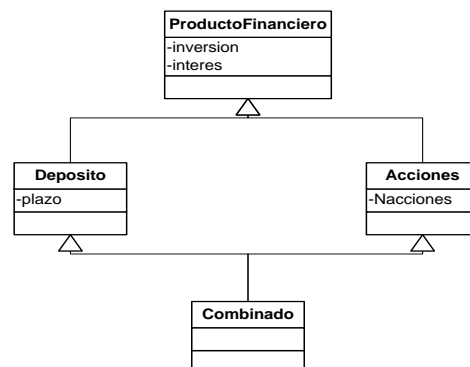 ProductoFinanciero
-inversion
-interes
Deposito
-plazo
Acciones
-Nacciones
Combinado